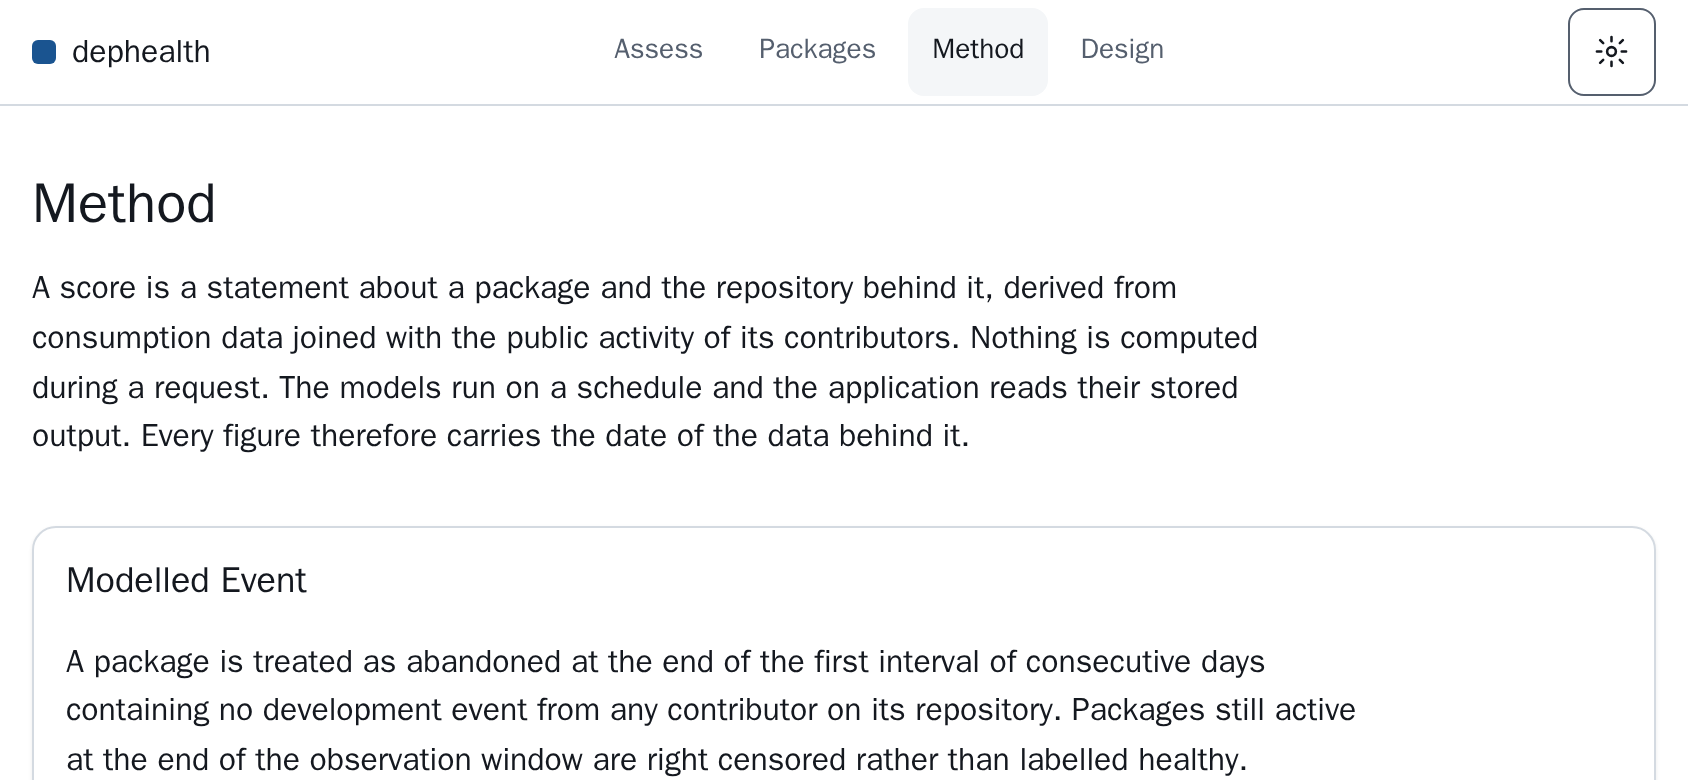 dephealth
Assess
Packages
Method
Design
Method
A score is a statement about a package and the repository behind it, derived from
consumption data joined with the public activity of its contributors. Nothing is computed
during a request. The models run on a schedule and the application reads their stored
output. Every figure therefore carries the date of the data behind it.
Modelled Event
A package is treated as abandoned at the end of the first interval of consecutive days
containing no development event from any contributor on its repository. Packages still active
at the end of the observation window are right censored rather than labelled healthy.